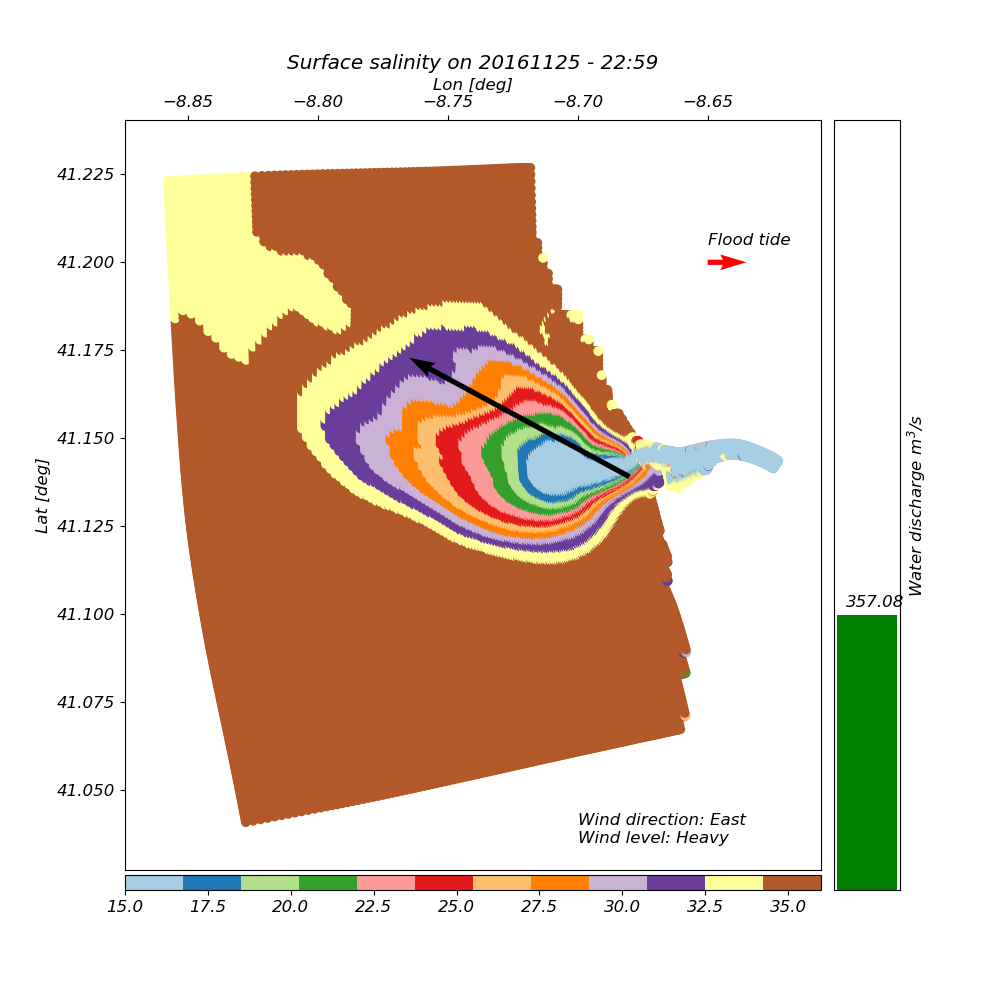 Surface salinity on 20161125 - 22:59
Lon [deg]
−8.85 −8.80 −8.75 −8.70 −8.65
41.225
41.200
41.175
41.150
41.125
41.100
41.075
41.050
Lat [deg]
Flood tide
Wind direction: East
Wind level: Heavy
357.08
Water discharge m³/s
15.0 17.5 20.0 22.5 25.0 27.5 30.0 32.5 35.0